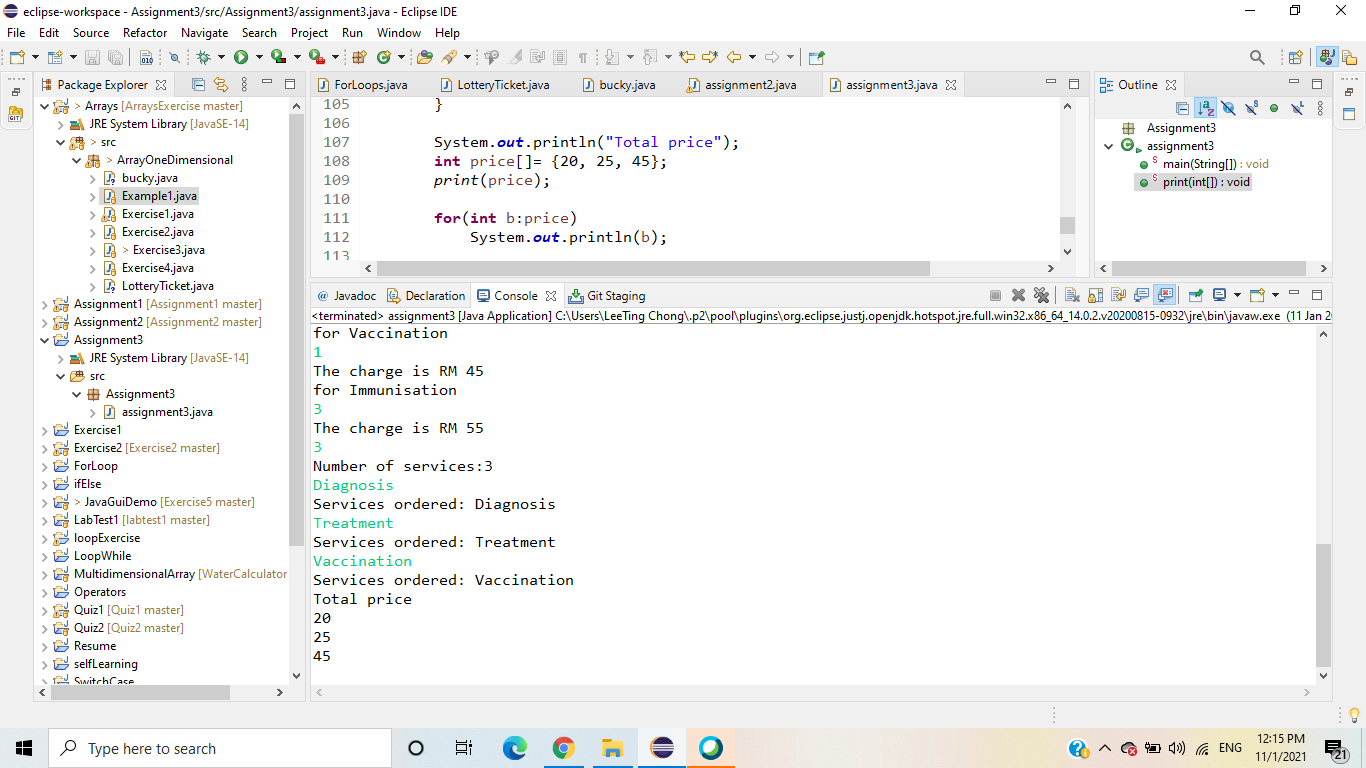 eclipse-workspace - Assignment3/src/Assignment3/assignment3.java - Eclipse IDE
File Edit Source Refactor Navigate Search Project Run Window Help
Package Explorer
Arrays [ArraysExercise master]
JRE System Library [JavaSE-14]
> src
> ArrayOneDimensional
bucky.java
Example1.java
Exercise1.java
Exercise2.java
> Exercise3.java
Exercise4.java
LotteryTicket.java
Assignment1 [Assignment1 master]
Assignment2 [Assignment2 master]
Assignment3
JRE System Library [JavaSE-14]
src
Assignment3
assignment3.java
Exercise1
Exercise2 [Exercise2 master]
ForLoop
ifElse
> JavaGuiDemo [Exercise5 master]
LabTest1 [labtest1 master]
loopExercise
LoopWhile
MultidimensionalArray [WaterCalculator
Operators
Quiz1 [Quiz1 master]
Quiz2 [Quiz2 master]
Resume
selfLearning
SwitchCase
ForLoops.java LotteryTicket.java bucky.java assignment2.java assignment3.java
105 }
106
107 System.out.println("Total price");
108 int price[]= {20, 25, 45};
109 print(price);
110
111 for(int b:price)
112 System.out.println(b);
113
Outline
Assignment3
assignment3
main(String[]) : void
print(int[]) : void
@ Javadoc Declaration Console Git Staging
<terminated> assignment3 [Java Application] C:\Users\LeeTing Chong\.p2\pool\plugins\org.eclipse.justj.openjdk.hotspot.jre.full.win32.x86_64_14.0.2.v20200815-0932\jre\bin\javaw.exe (11 Jan 20
for Vaccination
1
The charge is RM 45
for Immunisation
3
The charge is RM 55
3
Number of services:3
Diagnosis
Services ordered: Diagnosis
Treatment
Services ordered: Treatment
Vaccination
Services ordered: Vaccination
Total price
20
25
45
Type here to search
ENG
12:15 PM
11/1/2021
21